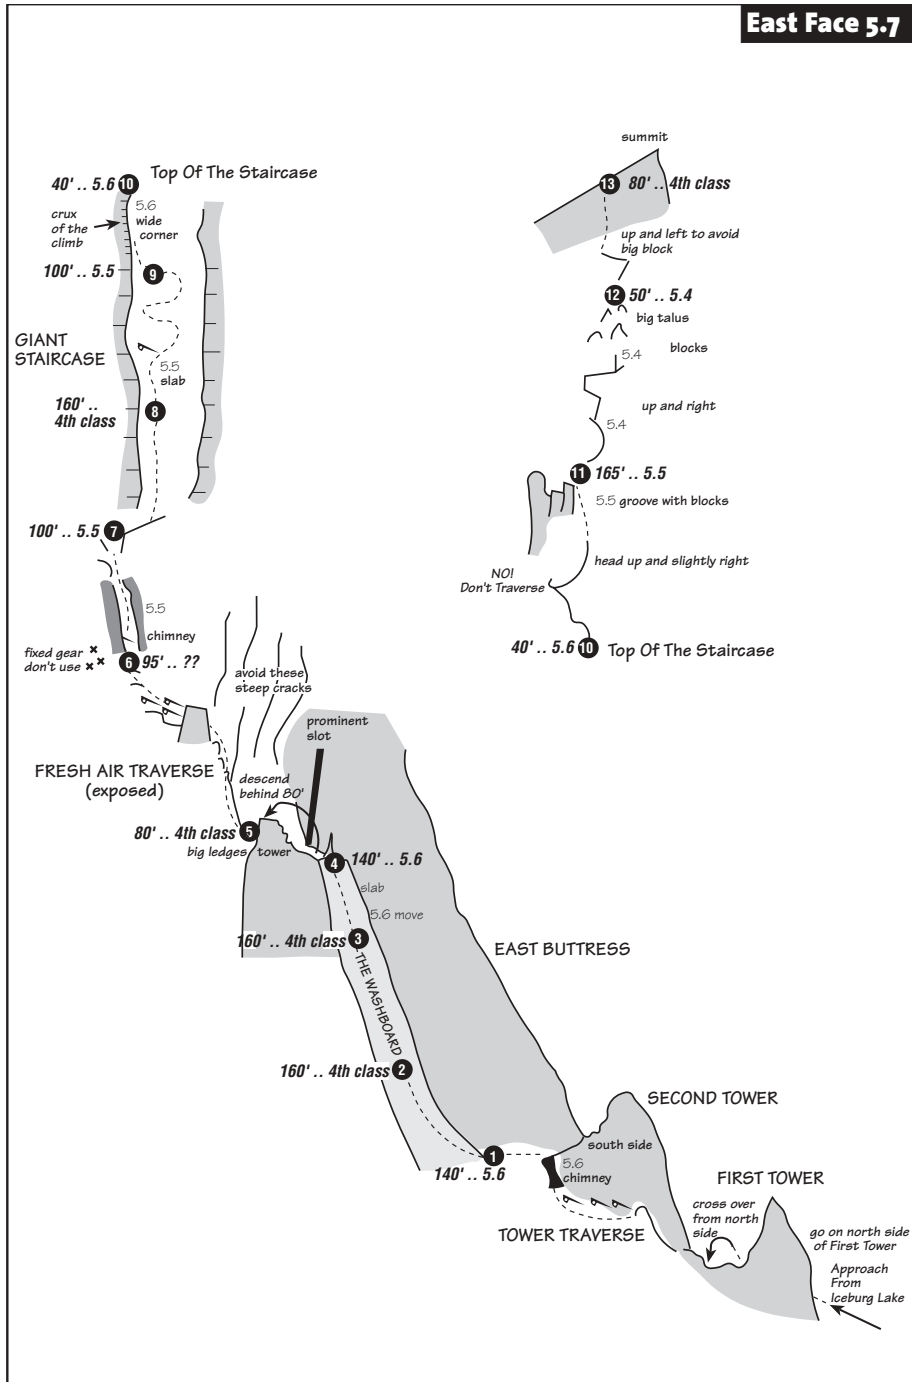 East Face 5.7
summit
13 80' .. 4th class
up and left to avoid
big block
12 50' .. 5.4
big talus
blocks
5.4
up and right
5.4
11 165' .. 5.5
5.5 groove with blocks
head up and slightly right
NO!
Don't Traverse
40' .. 5.6 10 Top Of The Staircase
40' .. 5.6 10 Top Of The Staircase
5.6
wide
corner
crux
of the
climb
100' .. 5.5 9
GIANT
STAIRCASE
5.5
slab
160' ..
4th class
8
100' .. 5.5 7
5.5
chimney
fixed gear
don't use
6 95' .. ??
avoid these
steep cracks
prominent
slot
FRESH AIR TRAVERSE
(exposed)
descend
behind 80'
80' .. 4th class 5
big ledges tower
4 140' .. 5.6
slab
5.6 move
160' .. 4th class 3
THE WASHBOARD
EAST BUTTRESS
160' .. 4th class 2
SECOND TOWER
south side
1
140' .. 5.6
5.6
chimney
FIRST TOWER
TOWER TRAVERSE
cross over
from north
side
go on north side
of First Tower
Approach
From
Iceburg Lake